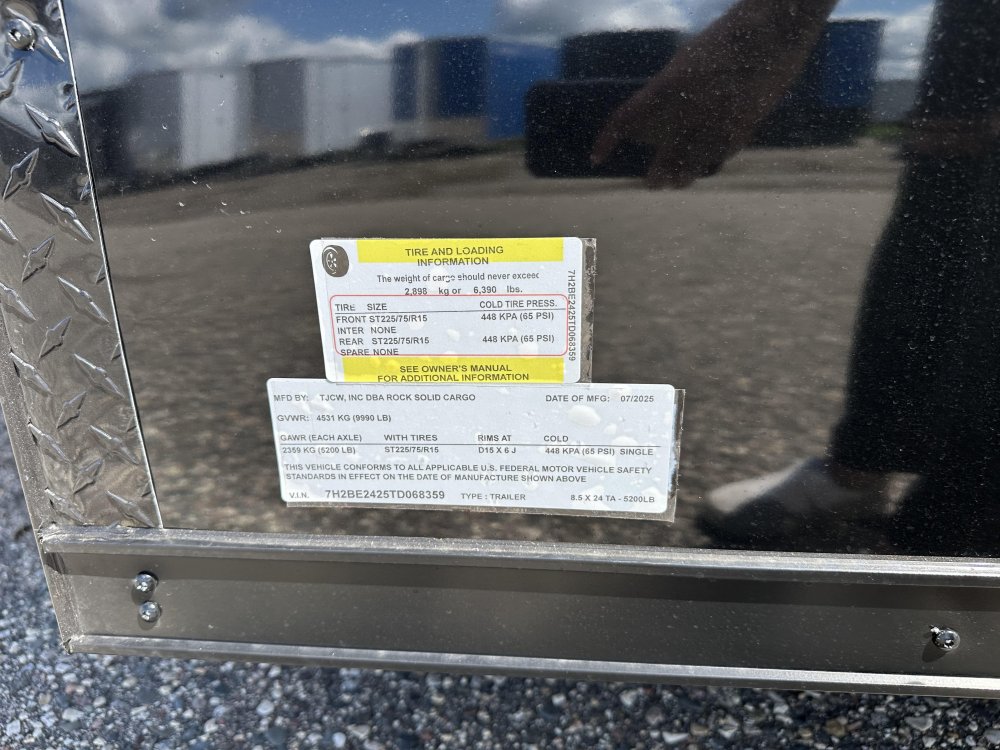 TIRE AND LOADING
INFORMATION
The weight of cargo should never exceed
2,898 kg or 6,390 lbs.
TIRE SIZE COLD TIRE PRESS.
FRONT ST225/75/R15 448 KPA (65 PSI)
INTER NONE
REAR ST225/75/R15 448 KPA (65 PSI)
SPARE NONE
SEE OWNER'S MANUAL
FOR ADDITIONAL INFORMATION
7H2BE2425TD068359
MFD BY: TJCW, INC DBA ROCK SOLID CARGO DATE OF MFG: 07/2025
GVWR: 4531 KG (9990 LB)
GAWR (EACH AXLE) WITH TIRES RIMS AT COLD
2359 KG (5200 LB) ST225/75/R15 D15 X 6 J 448 KPA (65 PSI) SINGLE
THIS VEHICLE CONFORMS TO ALL APPLICABLE U.S. FEDERAL MOTOR VEHICLE SAFETY
STANDARDS IN EFFECT ON THE DATE OF MANUFACTURE SHOWN ABOVE
V.I.N. 7H2BE2425TD068359 TYPE : TRAILER 8.5 X 24 TA - 5200LB